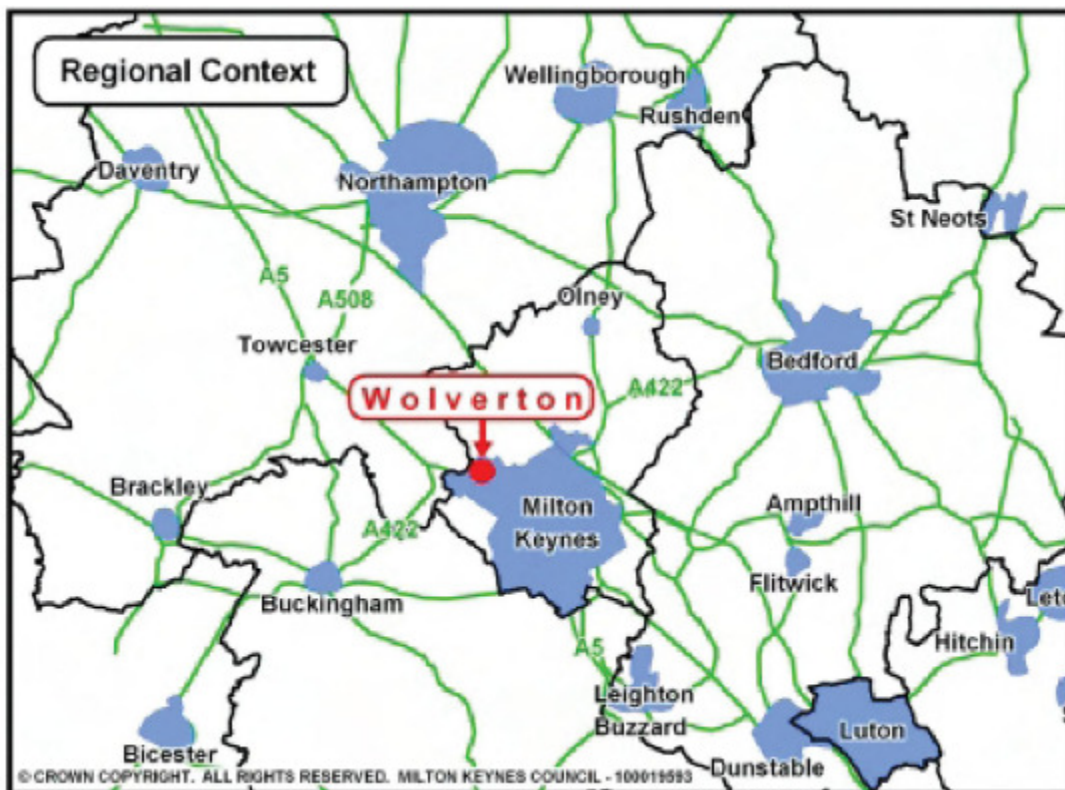 Regional Context
Wellingborough
Rushden
Daventry
Northampton
St Neots
A5
A508
Olney
Towcester
Bedford
A422
Wolverton
Brackley
Milton
Keynes
Ampthill
A422
Flitwick
Buckingham
Hitchin
A5
Leighton
Buzzard
Luton
Bicester
Dunstable
© CROWN COPYRIGHT. ALL RIGHTS RESERVED. MILTON KEYNES COUNCIL - 100019593